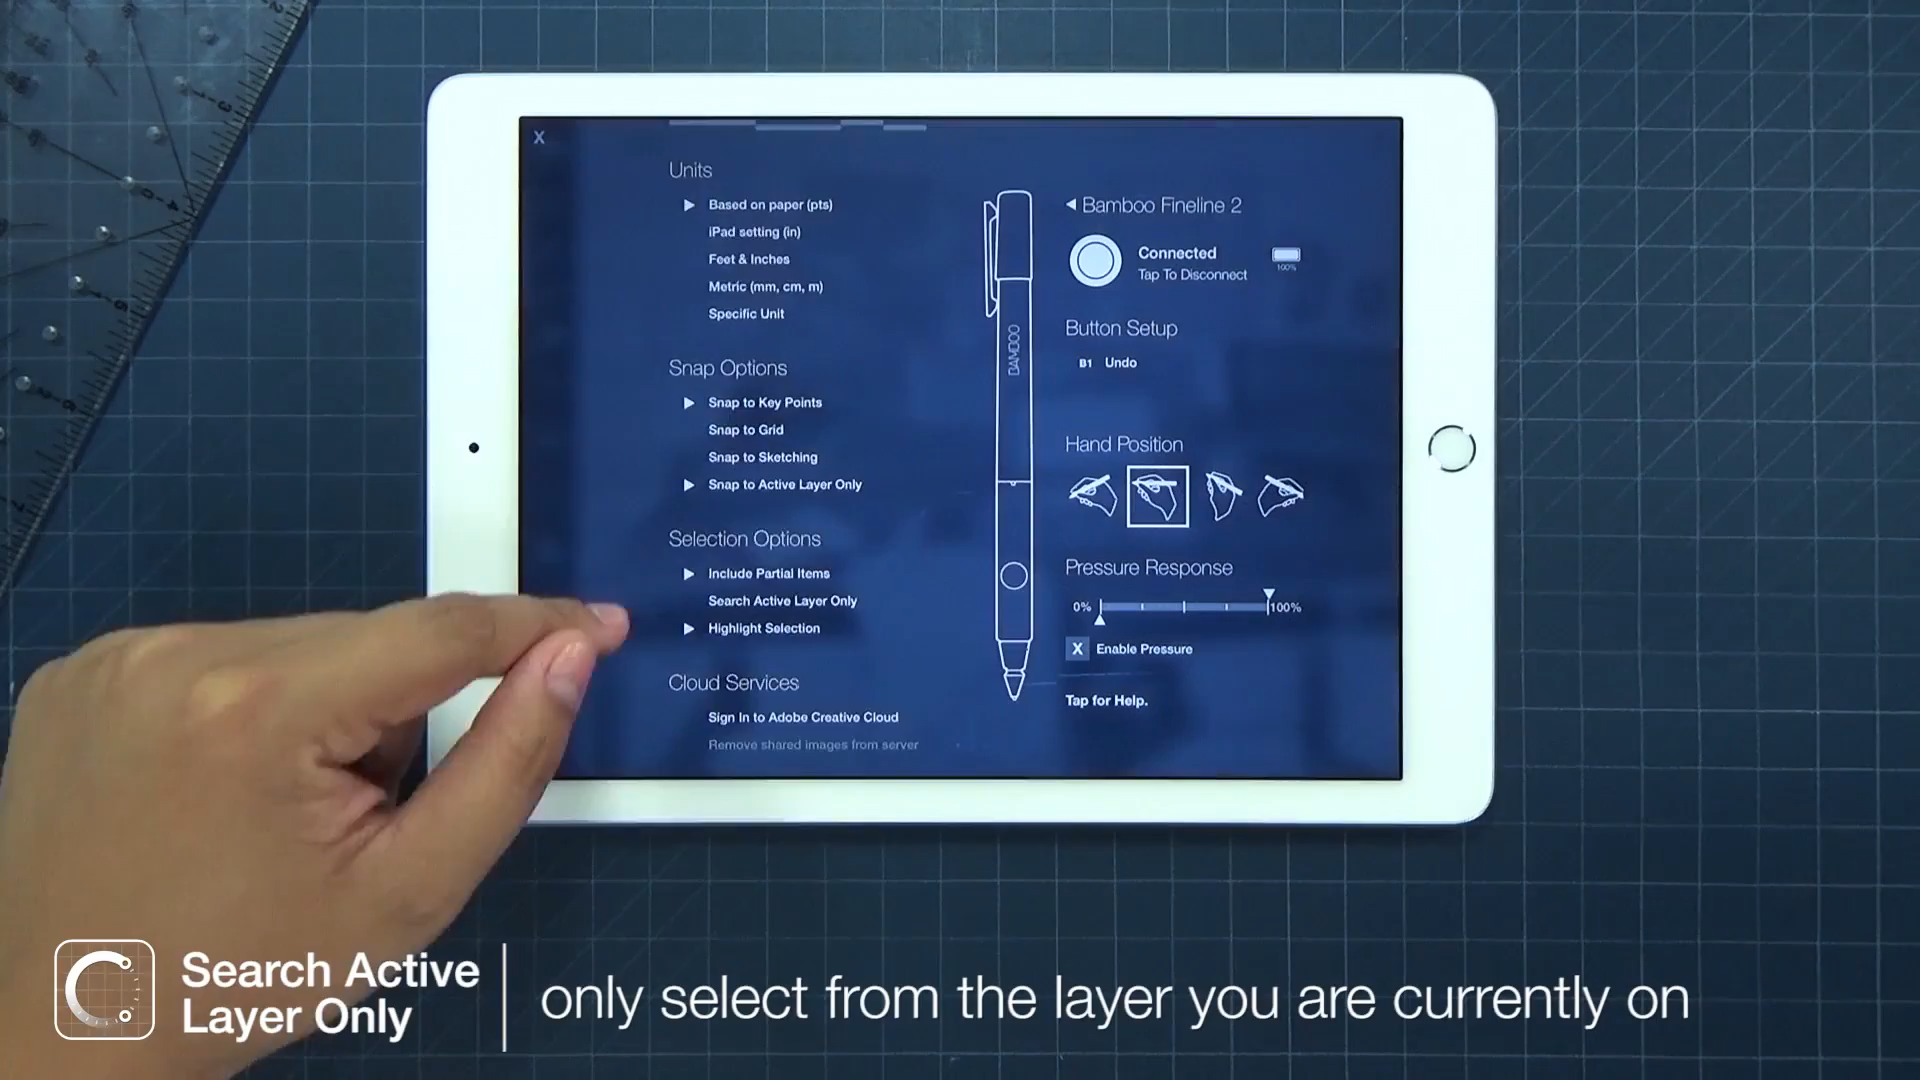 X
Units
Based on paper (pts)
iPad setting (in)
Feet & Inches
Metric (mm, cm, m)
Specific Unit
Snap Options
Snap to Key Points
Snap to Grid
Snap to Sketching
Snap to Active Layer Only
Selection Options
Include Partial Items
Search Active Layer Only
Highlight Selection
Cloud Services
Sign In to Adobe Creative Cloud
Remove shared images from server
BAMBOO
Bamboo Fineline 2
Connected
Tap To Disconnect
100%
Button Setup
B1 Undo
Hand Position
Pressure Response
0% 100%
X Enable Pressure
Tap for Help.
Search Active
Layer Only
only select from the layer you are currently on